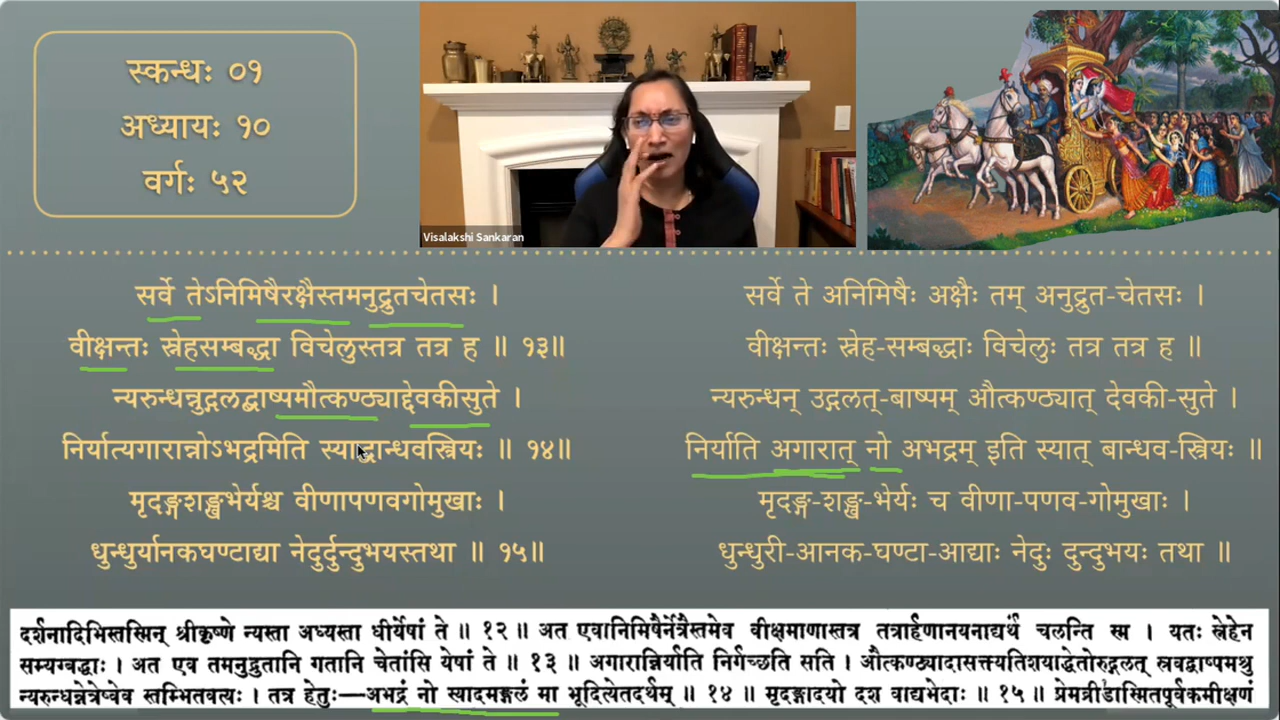 स्कन्धः ०१
अध्यायः १०
वर्गः ५२
Visalakshi Sankaran
सर्वे तेऽनिमिषैरक्षैस्तमनुद्रुतचेतसः ।
वीक्षन्तः स्नेहसम्बद्धा विचेलुस्तत्र तत्र ह ॥ १३॥
न्यरुन्धन्नुद्गलद्बाष्पमौत्कण्ठ्याद्देवकीसुते ।
निर्यात्यगारान्नोऽभद्रमिति स्याद्बान्धवस्त्रियः ॥ १४॥
मृदङ्गशङ्खभेर्यश्च वीणापणवगोमुखाः ।
धुन्धुर्यानकघण्टाद्या नेदुर्दुन्दुभयस्तथा ॥ १५॥
सर्वे ते अनिमिषैः अक्षैः तम् अनुद्रुत-चेतसः ।
वीक्षन्तः स्नेह-सम्बद्धाः विचेलुः तत्र तत्र ह ॥
न्यरुन्धन् उद्गलत्-बाष्पम् औत्कण्ठ्यात् देवकी-सुते ।
निर्याति अगारात् नो अभद्रम् इति स्यात् बान्धव-स्त्रियः ॥
मृदङ्ग-शङ्ख-भेर्यः च वीणा-पणव-गोमुखाः ।
धुन्धुरी-आनक-घण्टा-आद्याः नेदुः दुन्दुभयः तथा ॥
दर्शनादिभिस्तस्मिन् श्रीकृष्णे न्यस्ता अध्यस्ता धीर्येषां ते ॥ १२ ॥ अत एवानिमिषैर्नेत्रैस्तमेव वीक्षमाणास्तत्र तत्रार्हणानयनाद्यर्थं चलन्ति स्म । यतः स्नेहेन
सम्यग्बद्धाः । अत एव तमनुद्रुतानि गतानि चेतांसि येषां ते ॥ १३ ॥ अगारान्निर्याति निर्गच्छति सति । औत्कण्ठ्यादासक्त्यतिशयाद्धेतोरुद्गलत् स्रवद्बाष्पमश्रु
न्यरुन्धन्नेत्रेष्वेव स्तम्भितवत्यः । तत्र हेतुः—अभद्रं नो स्यादमङ्गलं मा भूदित्येतदर्थम् ॥ १४ ॥ मृदङ्गादयो दश वाद्यभेदाः ॥ १५ ॥ प्रेमव्रीडास्मितपूर्वकमीक्षणं